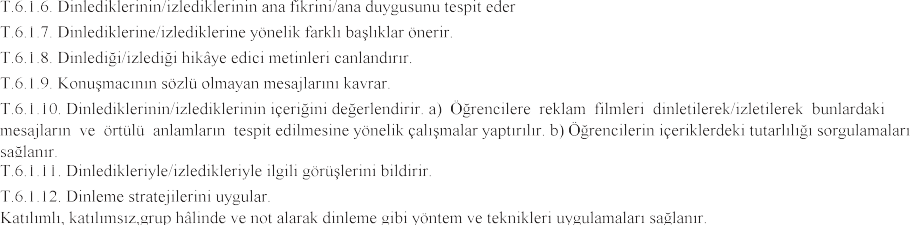 T.6.1.6. Dinlediklerinin/izlediklerinin ana fikrini/ana duygusunu tespit eder
T.6.1.7. Dinlediklerine/izlediklerine yönelik farklı başlıklar önerir.
T.6.1.8. Dinlediği/izlediği hikâye edici metinleri canlandırır.
T.6.1.9. Konuşmacının sözlü olmayan mesajlarını kavrar.
T.6.1.10. Dinlediklerinin/izlediklerinin içeriğini değerlendirir. a) Öğrencilere reklam filmleri dinletilerek/izletilerek bunlardaki
mesajların ve örtülü anlamların tespit edilmesine yönelik çalışmalar yaptırılır. b) Öğrencilerin içeriklerdeki tutarlılığı sorgulamaları
sağlanır.
T.6.1.11. Dinledikleriyle/izledikleriyle ilgili görüşlerini bildirir.
T.6.1.12. Dinleme stratejilerini uygular.
Katılımlı, katılımsız,grup hâlinde ve not alarak dinleme gibi yöntem ve teknikleri uygulamaları sağlanır.